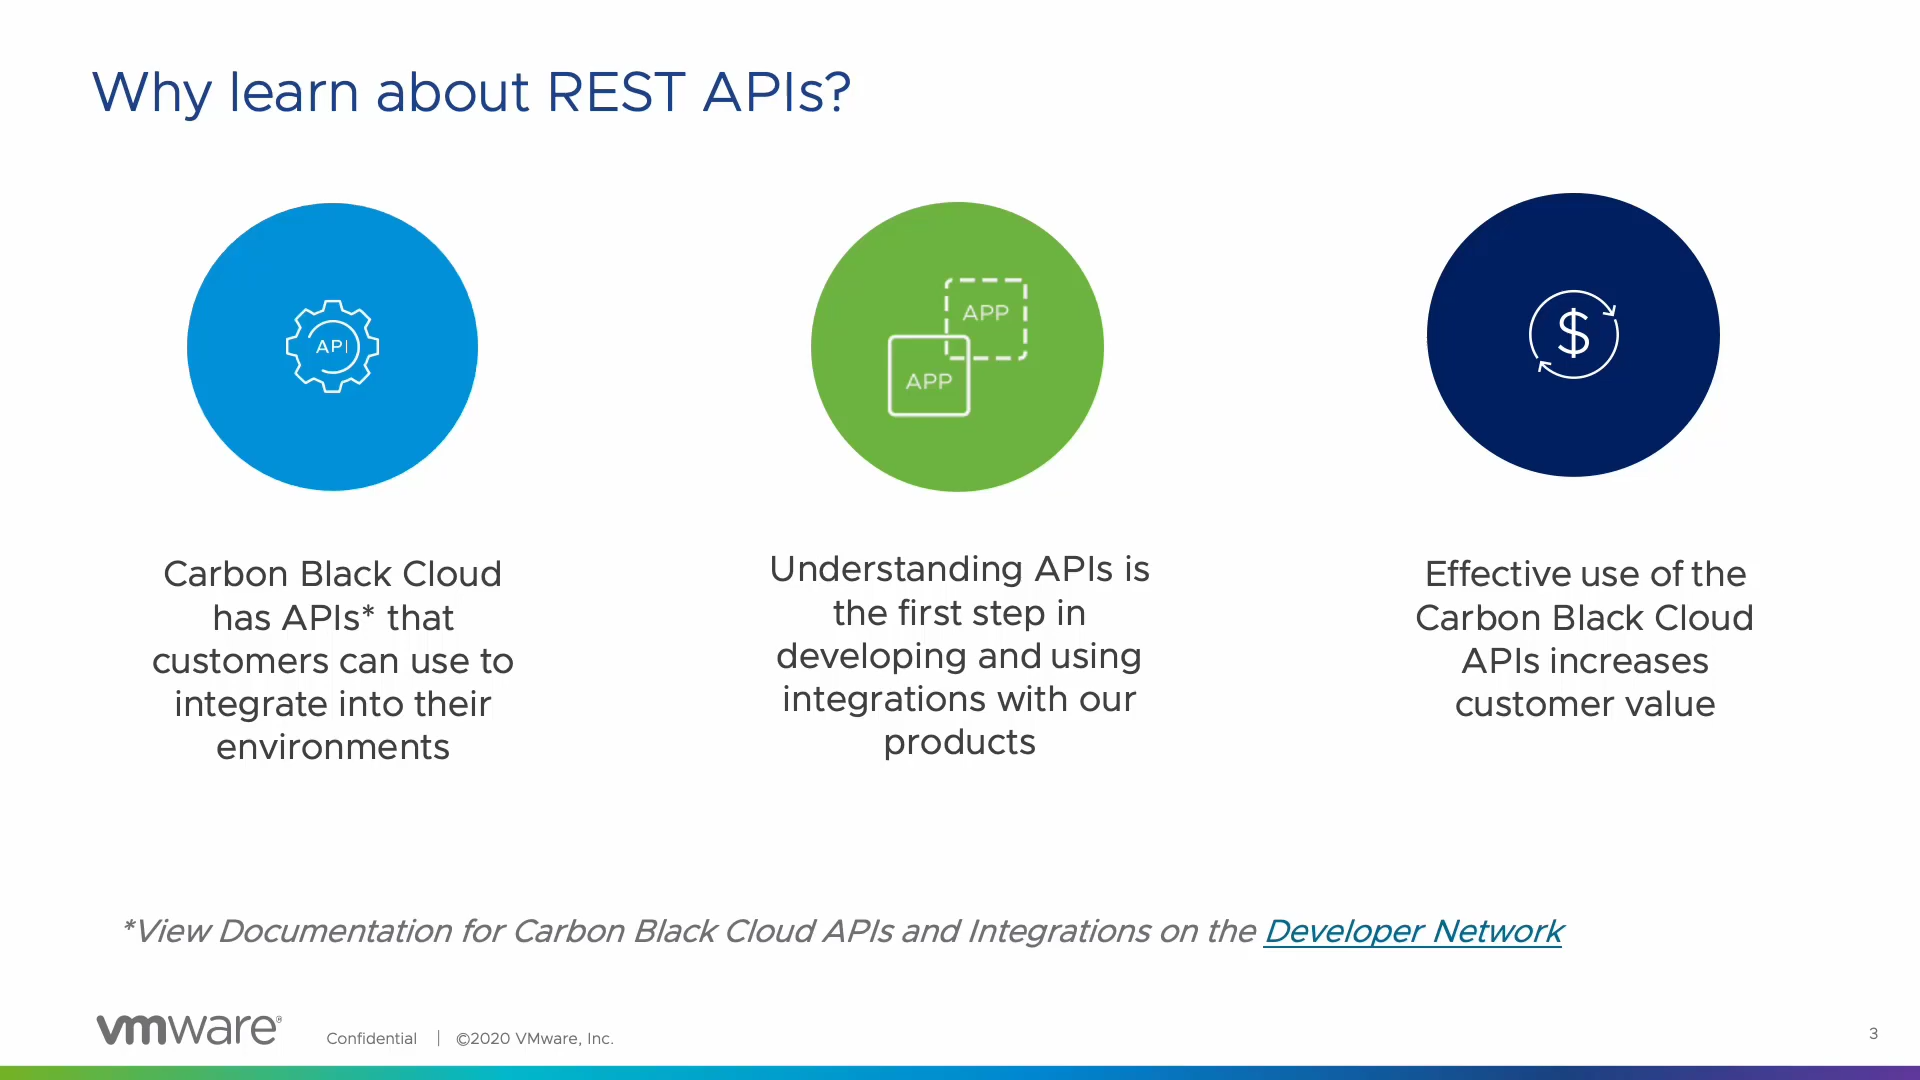 Why learn about REST APIs?
API
APP
APP
$
Carbon Black Cloud
has APIs* that
customers can use to
integrate into their
environments
Understanding APIs is
the first step in
developing and using
integrations with our
products
Effective use of the
Carbon Black Cloud
APIs increases
customer value
*View Documentation for Carbon Black Cloud APIs and Integrations on the Developer Network
vmware®
Confidential | ©2020 VMware, Inc.
3